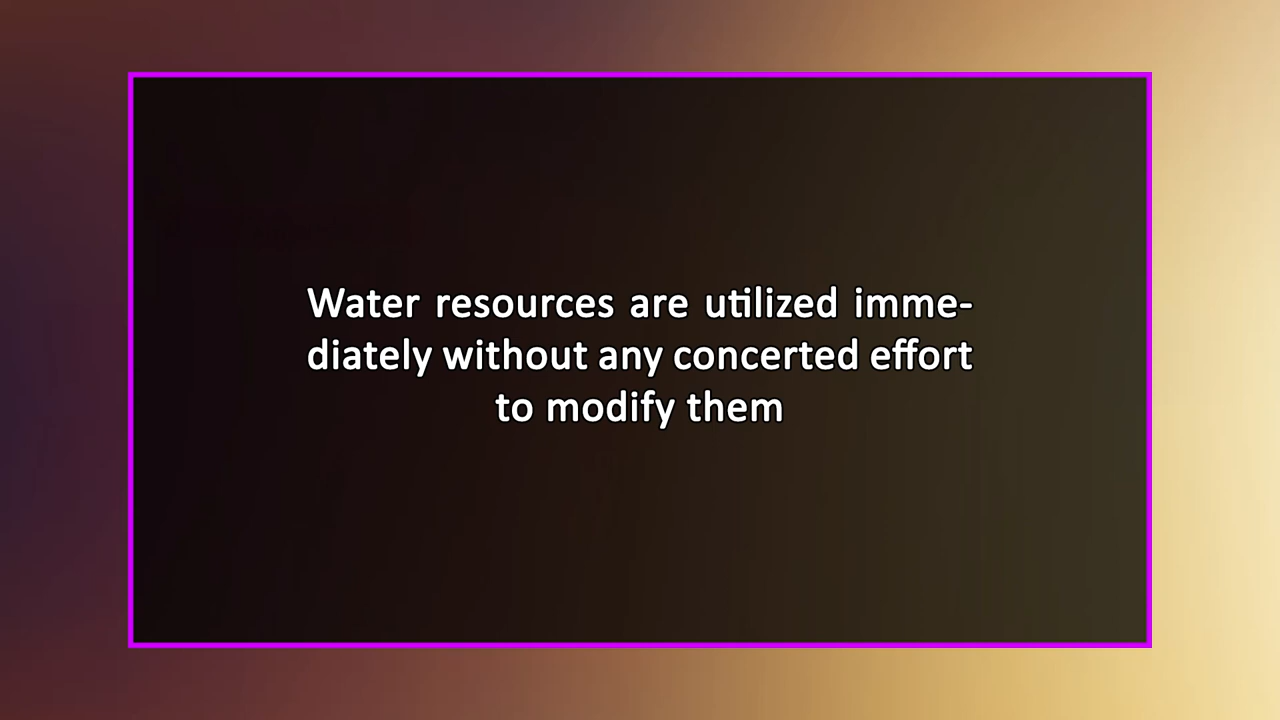 Water resources are utilized imme-
diately without any concerted effort
to modify them